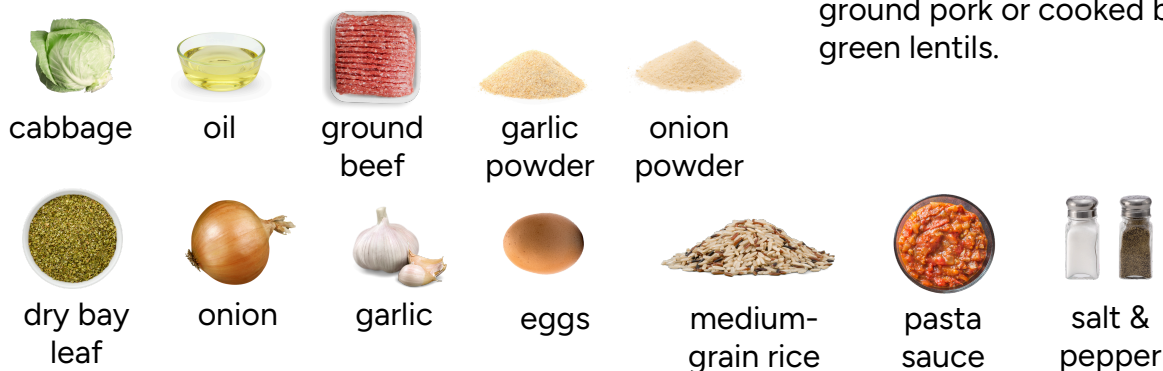 ground pork or cooked
green lentils.
cabbage
oil
ground
beef
garlic
powder
onion
powder
dry bay
leaf
onion
garlic
eggs
medium-
grain rice
pasta
sauce
salt &
pepper